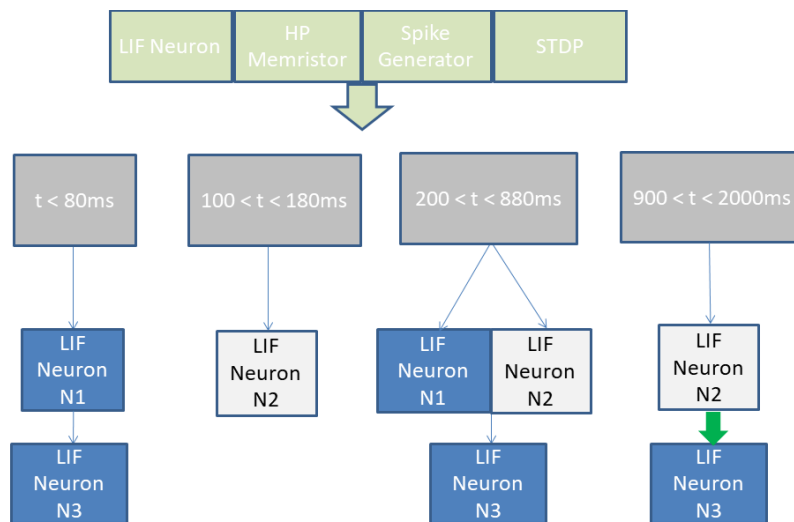 LIF Neuron
HP
Memristor
Spike
Generator
STDP
t < 80ms
100 < t < 180ms
200 < t < 880ms
900 < t < 2000ms
LIF
Neuron
N1
LIF
Neuron
N2
LIF
Neuron
N1
LIF
Neuron
N2
LIF
Neuron
N2
LIF
Neuron
N3
LIF
Neuron
N3
LIF
Neuron
N3